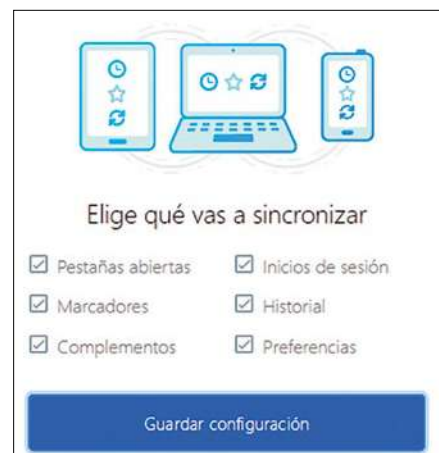 Elige qué vas a sincronizar
Pestañas abiertas
Inicios de sesión
Marcadores
Historial
Complementos
Preferencias
Guardar configuración